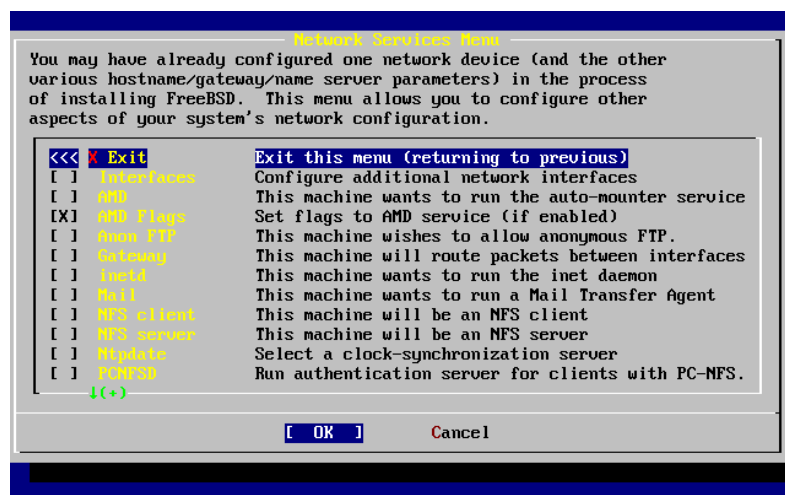 Network Services Menu
You may have already configured one network device (and the other
various hostname/gateway/name server parameters) in the process
of installing FreeBSD.  This menu allows you to configure other
aspects of your system's network configuration.
<<< X Exit Exit this menu (returning to previous)
[ ] Interfaces Configure additional network interfaces
[ ] AMD This machine wants to run the auto-mounter service
[X] AMD Flags Set flags to AMD service (if enabled)
[ ] Anon FTP This machine wishes to allow anonymous FTP.
[ ] Gateway This machine will route packets between interfaces
[ ] inetd This machine wants to run the inet daemon
[ ] Mail This machine wants to run a Mail Transfer Agent
[ ] NFS client This machine will be an NFS client
[ ] NFS server This machine will be an NFS server
[ ] Ntpdate Select a clock-synchronization server
[ ] PCNFSD Run authentication server for clients with PC-NFS.
↓(+)
[ OK ] Cancel